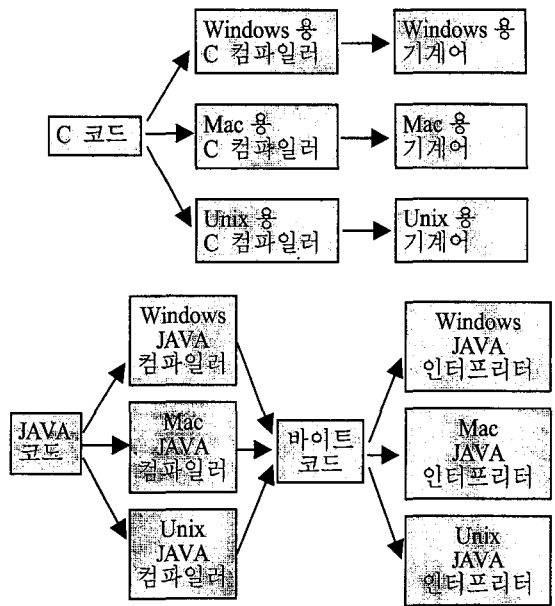 Windows 용
C 컴파일러
Windows 용
기계어
C 코드
Mac 용
C 컴파일러
Mac 용
기계어
Unix 용
C 컴파일러
Unix 용
기계어
Windows
JAVA
컴파일러
Windows
JAVA
인터프리터
JAVA
코드
Mac
JAVA
컴파일러
바이트
코드
Mac
JAVA
인터프리터
Unix
JAVA
컴파일러
Unix
JAVA
인터프리터